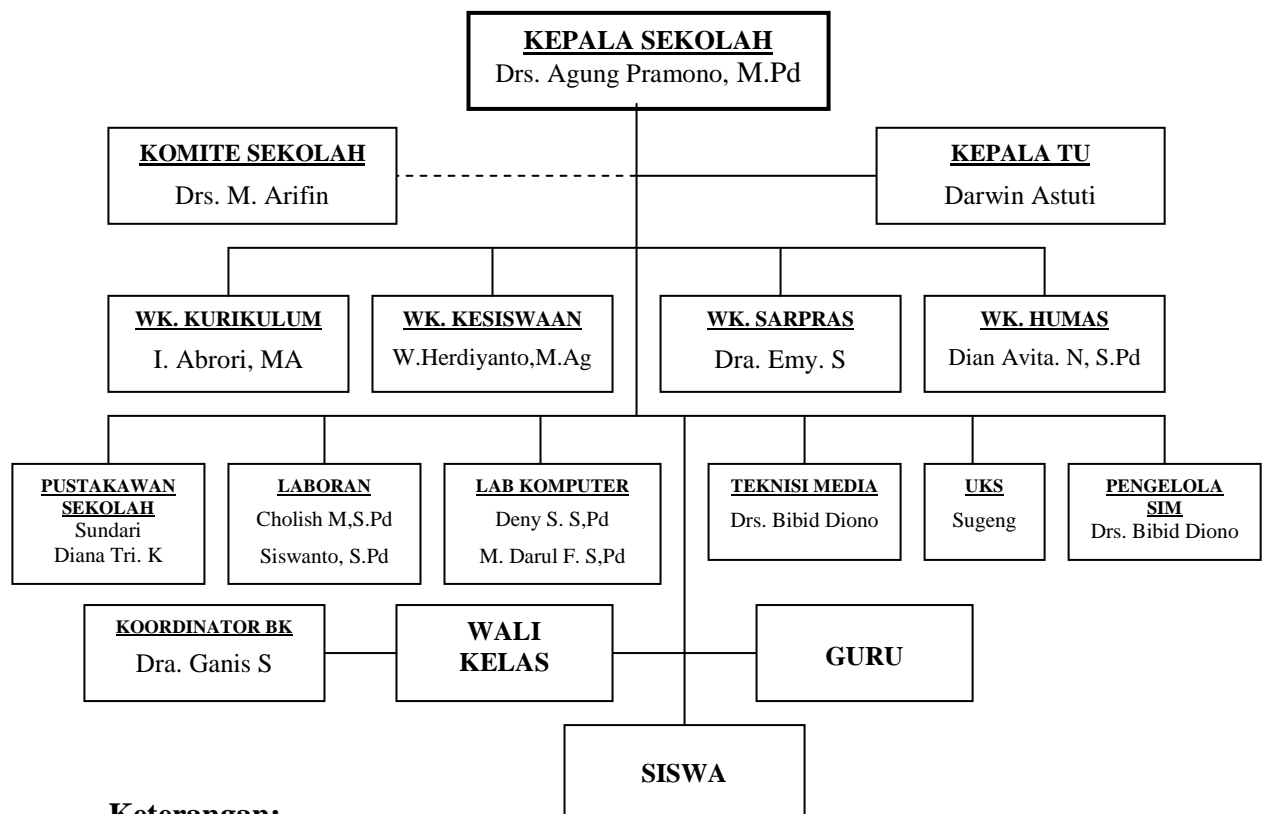 KEPALA SEKOLAH
Drs. Agung Pramono, M.Pd
KOMITE SEKOLAH
Drs. M. Arifin
KEPALA TU
Darwin Astuti
WK. KURIKULUM
I. Abrori, MA
WK. KESISWAAN
W.Herdiyanto,M.Ag
WK. SARPRAS
Dra. Emy. S
WK. HUMAS
Dian Avita. N, S.Pd
PUSTAKAWAN
SEKOLAH
Sundari
Diana Tri. K
LABORAN
Cholish M,S.Pd
Siswanto, S.Pd
LAB KOMPUTER
Deny S. S,Pd
M. Darul F. S,Pd
TEKNISI MEDIA
Drs. Bibid Diono
UKS
Sugeng
PENGELOLA
SIM
Drs. Bibid Diono
KOORDINATOR BK
Dra. Ganis S
WALI
KELAS
GURU
SISWA
Keterangan: